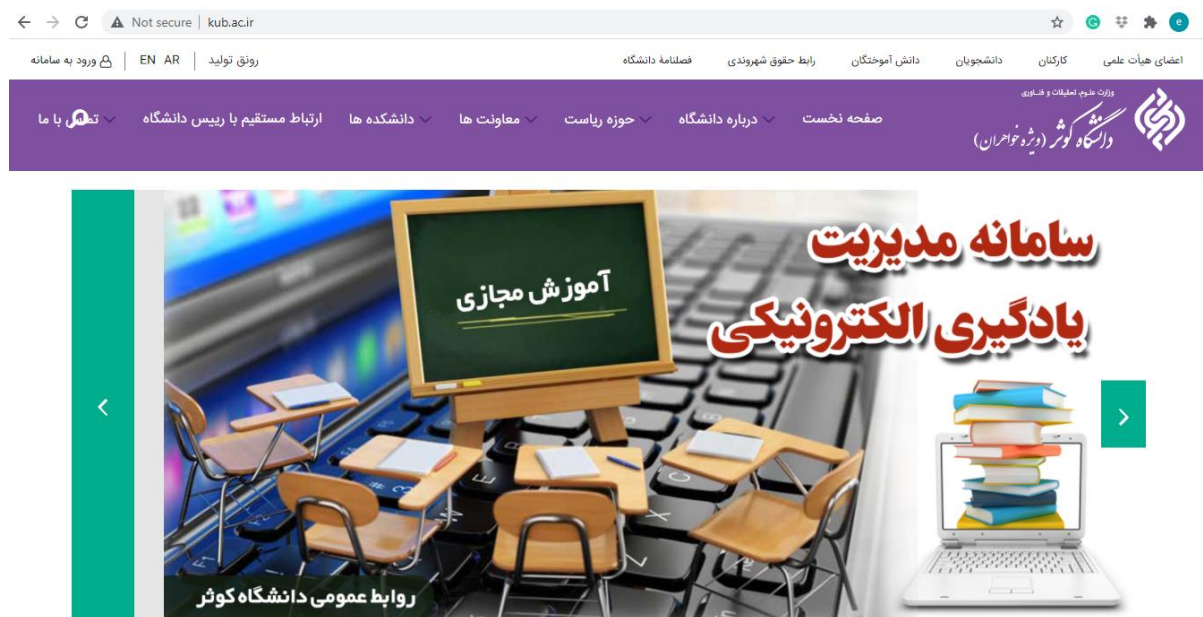 Not secure | kub.ac.ir
اعضای هیأت علمی کارکنان دانشجویان دانش آموختگان رابط حقوق شهروندی فصلنامهٔ دانشگاه رونق تولید | EN AR | ورود به سامانه
وزارت علوم، تحقیقات و فنـاوری
دانشگاه کوثر (ویژه خواهران)
صفحه نخست درباره دانشگاه حوزه ریاست معاونت ها دانشکده ها ارتباط مستقیم با رییس دانشگاه تماس با ما
سامانه مدیریت
یادگیری الکترونیکی
آموزش مجازی
روابط عمومی دانشگاه کوثر